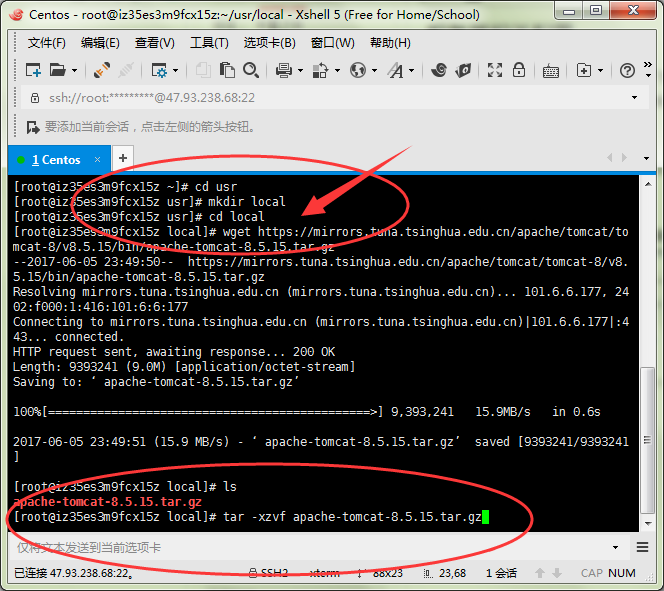 Centos - root@iz35es3m9fcx15z:~/usr/local - Xshell 5 (Free for Home/School)
文件(F) 编辑(E) 查看(V) 工具(T) 选项卡(B) 窗口(W) 帮助(H)
ssh://root:*********@47.93.238.68:22
要添加当前会话，点击左侧的箭头按钮。
1 Centos × +
[root@iz35es3m9fcx15z ~]# cd usr
[root@iz35es3m9fcx15z usr]# mkdir local
[root@iz35es3m9fcx15z usr]# cd local
[root@iz35es3m9fcx15z local]# wget https://mirrors.tuna.tsinghua.edu.cn/apache/tomcat/to
mcat-8/v8.5.15/bin/apache-tomcat-8.5.15.tar.gz
--2017-06-05 23:49:50-- https://mirrors.tuna.tsinghua.edu.cn/apache/tomcat/tomcat-8/v8.
5.15/bin/apache-tomcat-8.5.15.tar.gz
Resolving mirrors.tuna.tsinghua.edu.cn (mirrors.tuna.tsinghua.edu.cn)... 101.6.6.177, 24
02:f000:1:416:101:6:6:177
Connecting to mirrors.tuna.tsinghua.edu.cn (mirrors.tuna.tsinghua.edu.cn)|101.6.6.177|:4
43... connected.
HTTP request sent, awaiting response... 200 OK
Length: 9393241 (9.0M) [application/octet-stream]
Saving to: ‘ apache-tomcat-8.5.15.tar.gz’
100%[==============================================>] 9,393,241 15.9MB/s in 0.6s
2017-06-05 23:49:51 (15.9 MB/s) - ‘ apache-tomcat-8.5.15.tar.gz’ saved [9393241/9393241
]
[root@iz35es3m9fcx15z local]# ls
apache-tomcat-8.5.15.tar.gz
[root@iz35es3m9fcx15z local]# tar -xzvf apache-tomcat-8.5.15.tar.gz
仅将文本发送到当前选项卡
已连接 47.93.238.68:22。 SSH2 xterm 88x23 23,68 1 会话 CAP NUM